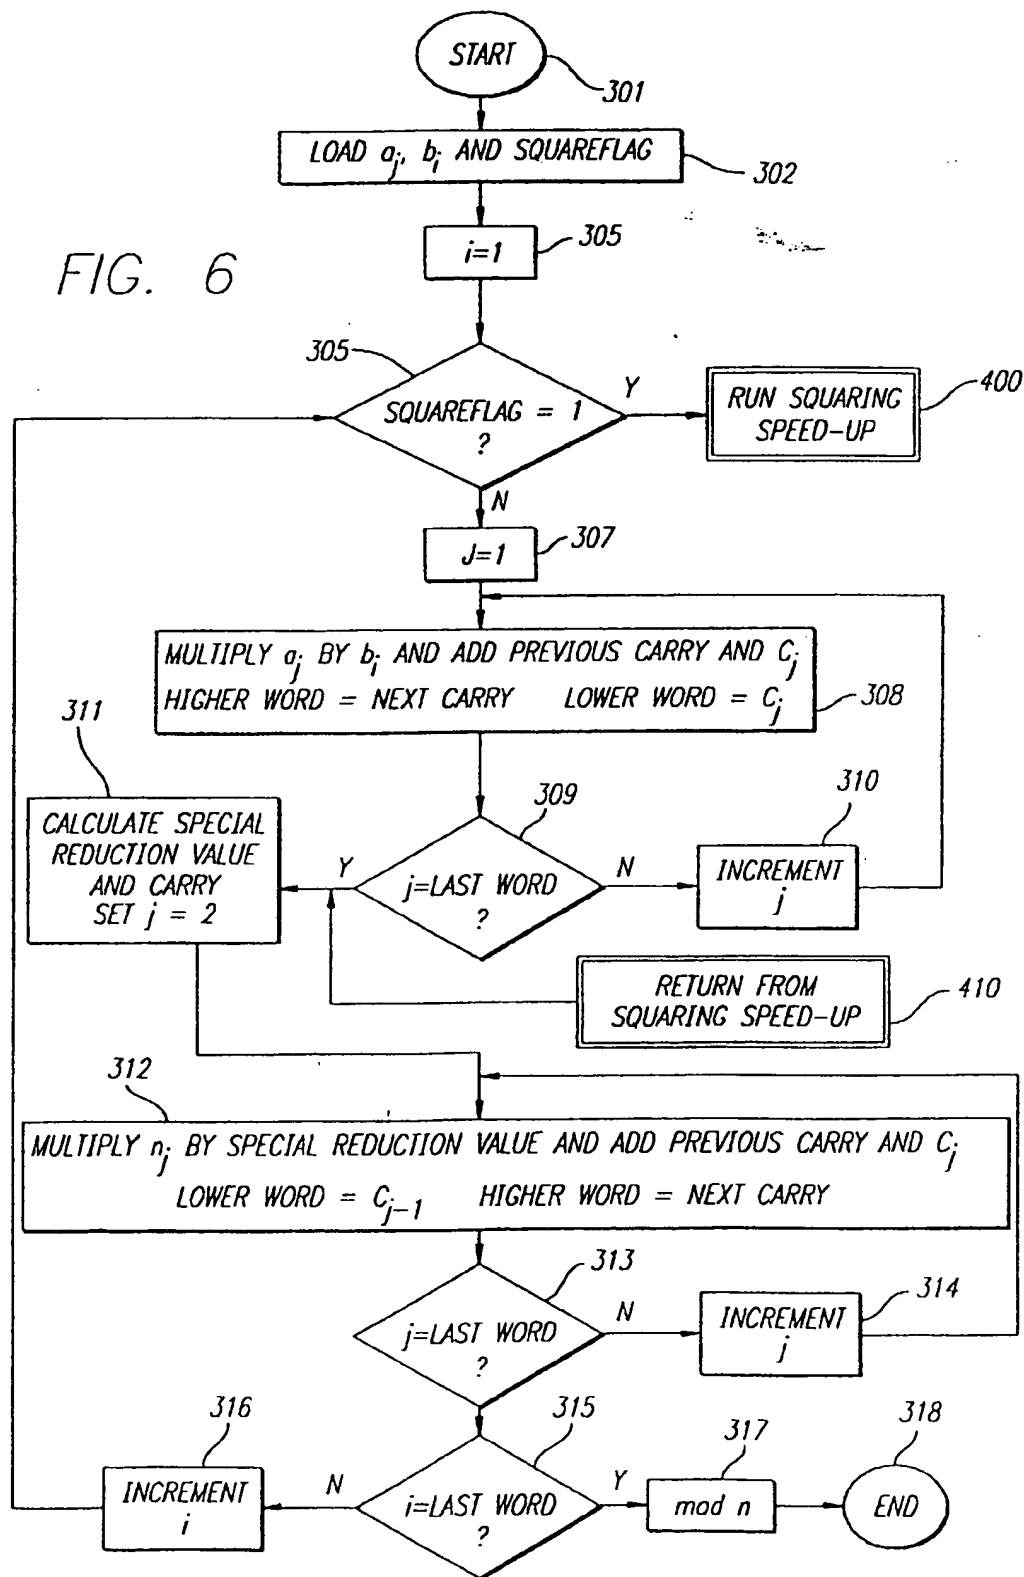 START
301
LOAD aj, bi AND SQUAREFLAG
302
i=1
305
FIG. 6
305
SQUAREFLAG = 1
?
Y
RUN SQUARING
SPEED-UP
400
N
J=1
307
MULTIPLY aj BY bi AND ADD PREVIOUS CARRY AND Cj
HIGHER WORD = NEXT CARRY LOWER WORD = Cj
308
311
CALCULATE SPECIAL
REDUCTION VALUE
AND CARRY
SET j = 2
Y
j=LAST WORD
?
309
N
INCREMENT
j
310
RETURN FROM
SQUARING SPEED-UP
410
312
MULTIPLY nj BY SPECIAL REDUCTION VALUE AND ADD PREVIOUS CARRY AND Cj
LOWER WORD = Cj-1 HIGHER WORD = NEXT CARRY
313
j=LAST WORD
?
N
INCREMENT
j
314
316
INCREMENT
i
N
i=LAST WORD
?
315
Y
mod n
317
END
318